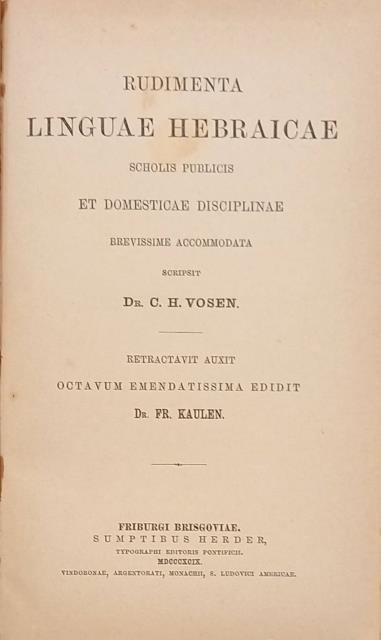 RUDIMENTA
LINGUAE HEBRAICAE
SCHOLIS PUBLICIS
ET DOMESTICAE DISCIPLINAE
BREVISSIME ACCOMMODATA
SCRIPSIT
DR. C. H. VOSEN.
RETRACTAVIT AUXIT
OCTAVUM EMENDATISSIMA EDIDIT
DR. FR. KAULEN.
FRIBURGI BRISGOVIAE.
SUMPTIBUS HERDER,
TYPOGRAPHI EDITORIS PONTIFICII.
MDCCCXCIX.
VINDOBONAE, ARGENTORATI, MONACHII, S. LUDOVICI AMERICAE.